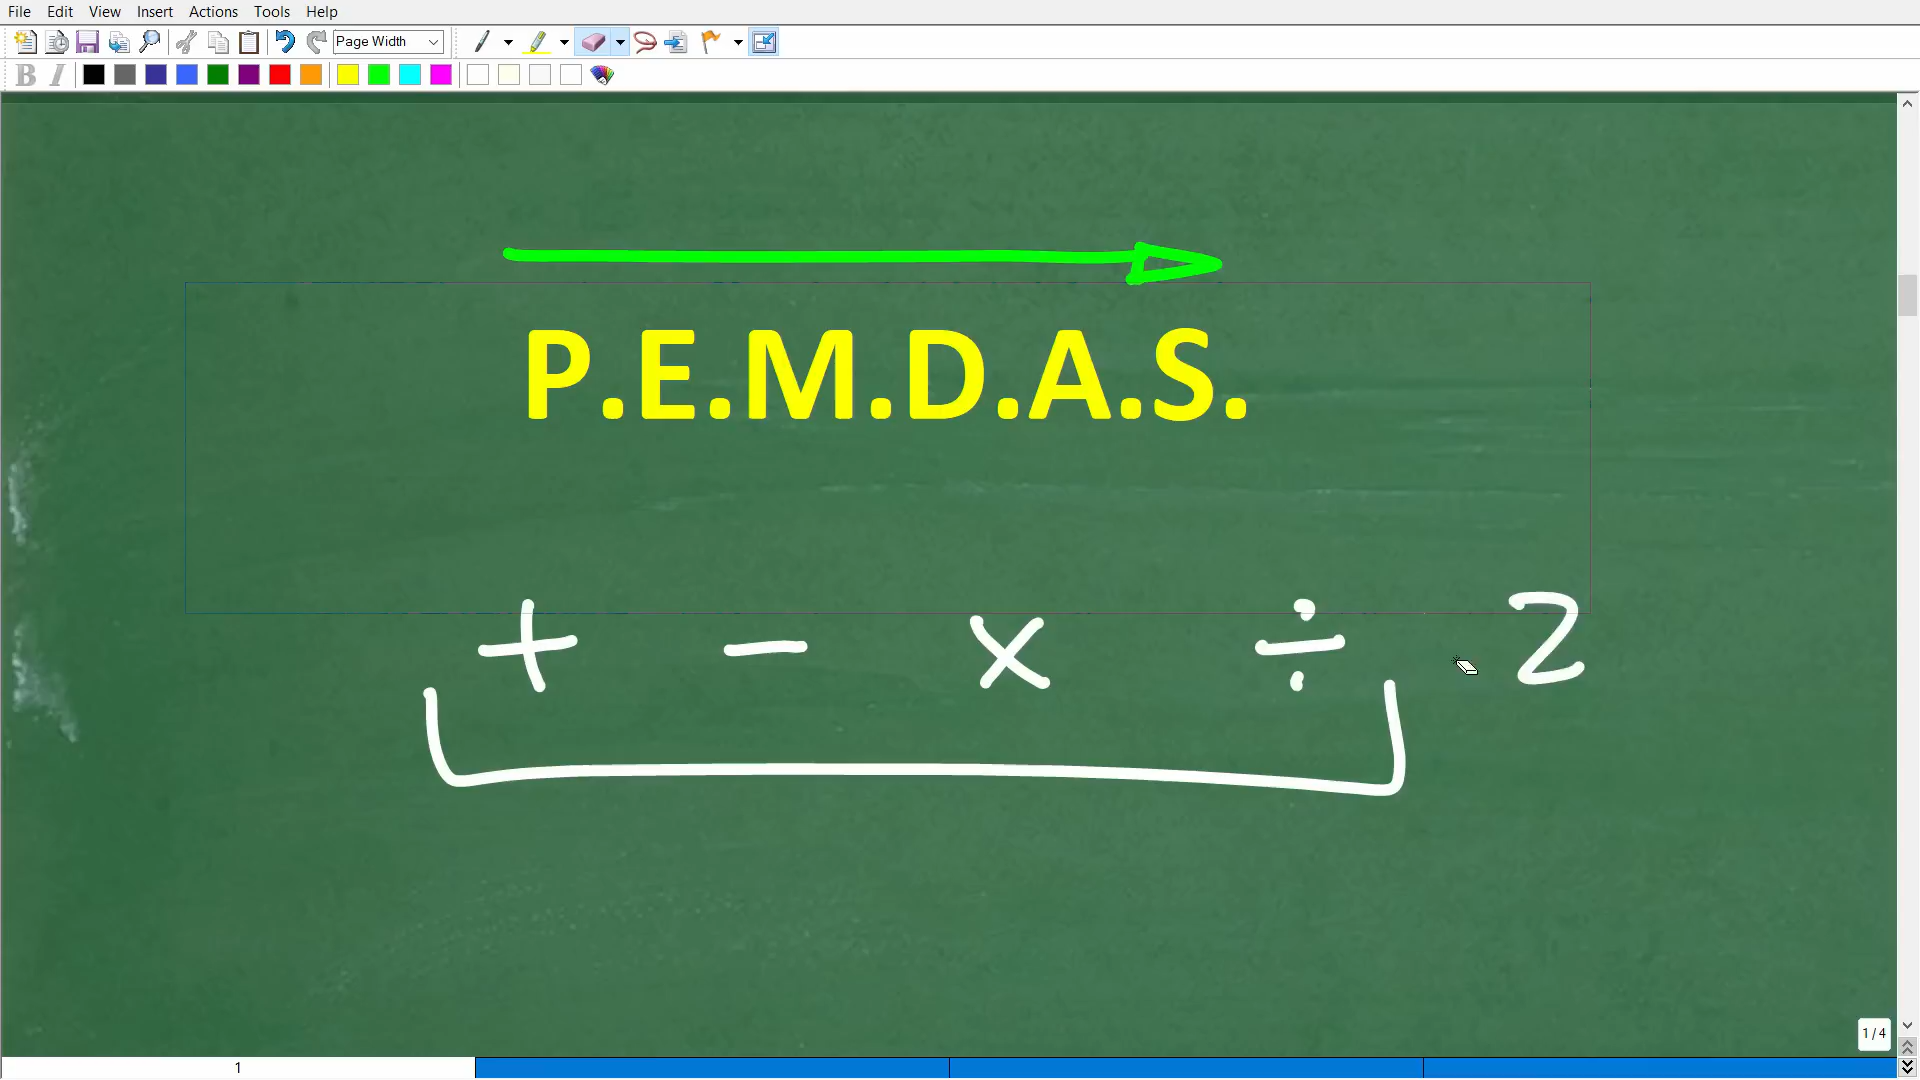 File Edit View Insert Actions Tools Help
Page Width
B I
P.E.M.D.A.S.
+ − × ÷ 2
1 / 4
1